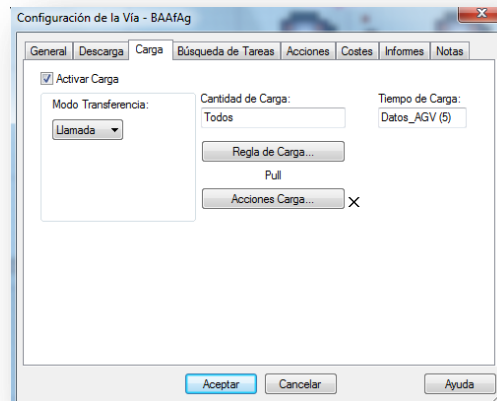 Configuración de la Vía - BAAfAg
General Descarga Carga Búsqueda de Tareas Acciones Costes Informes Notas
Activar Carga
Modo Transferencia:
Llamada
Cantidad de Carga:
Todos
Tiempo de Carga:
Datos_AGV (5)
Regla de Carga...
Pull
Acciones Carga...
Aceptar Cancelar Ayuda